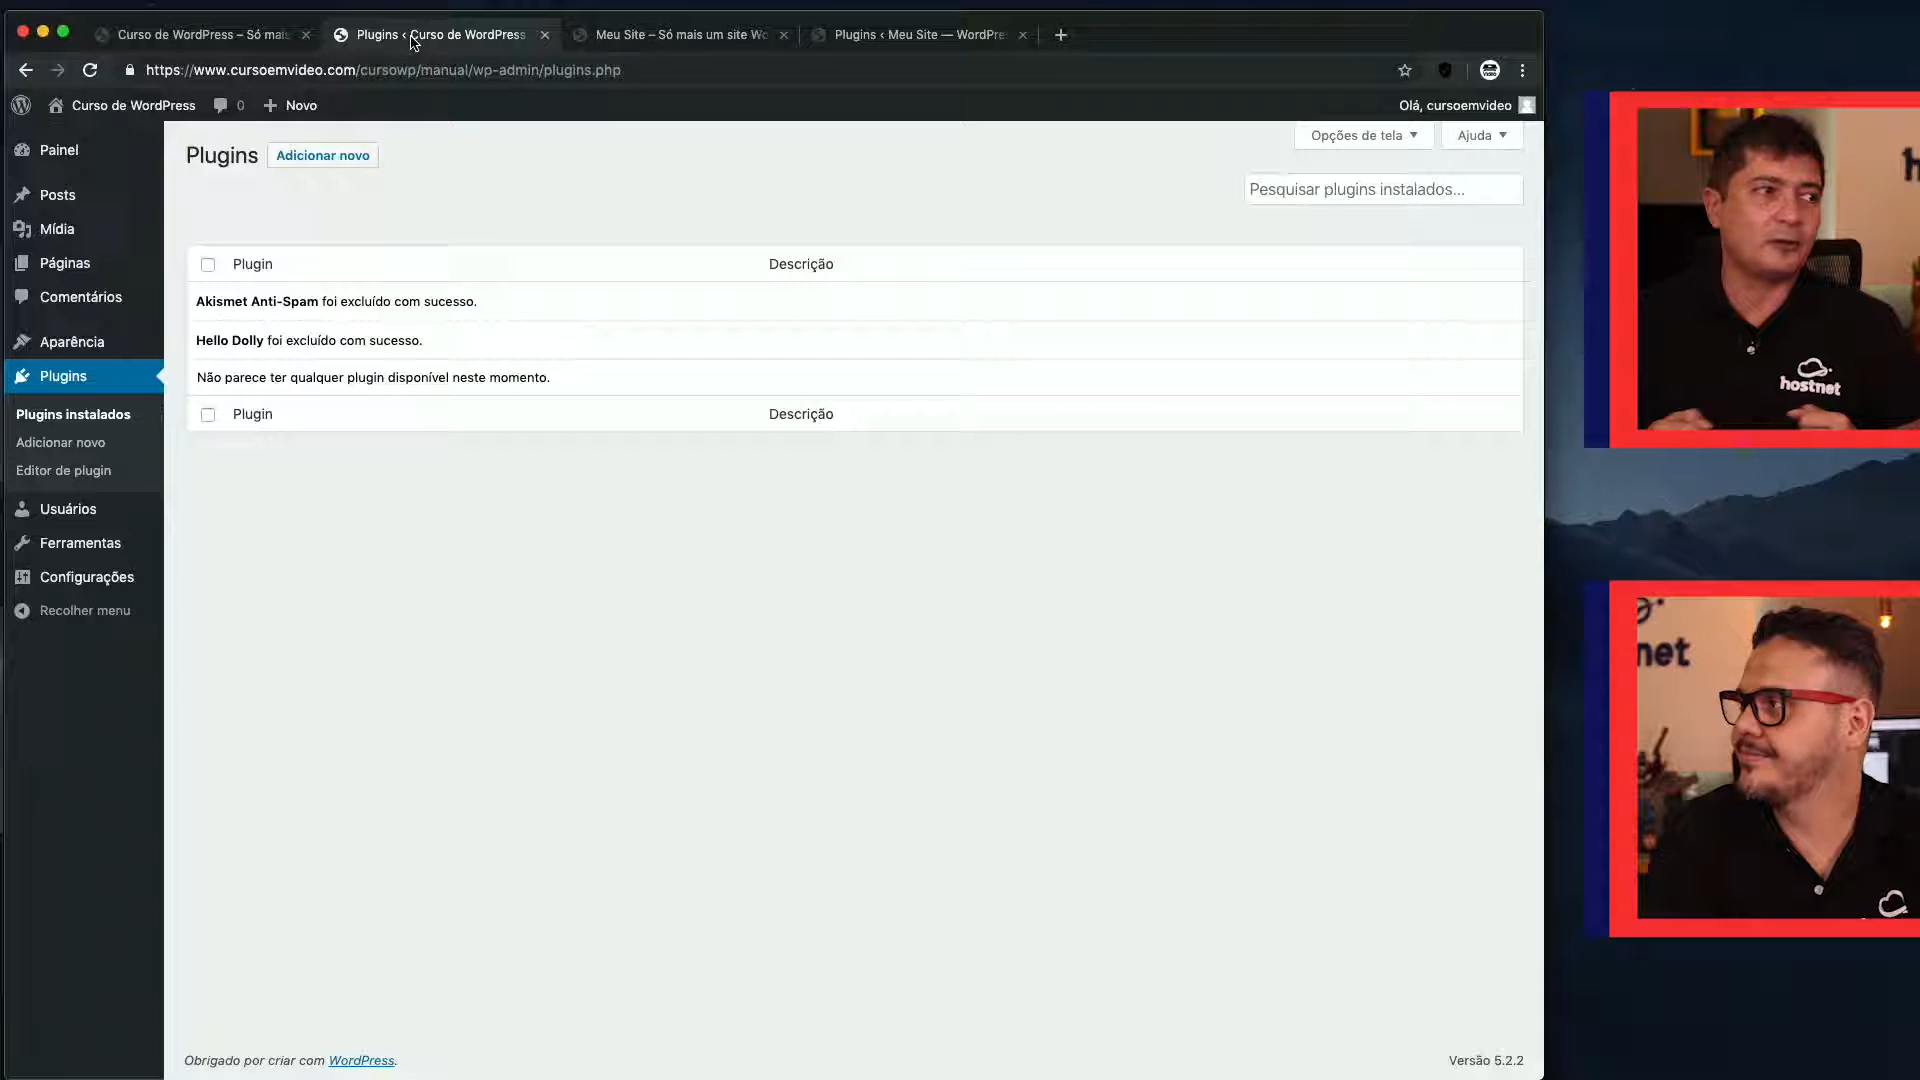 Curso de WordPress – Só mais
Plugins ‹ Curso de WordPress
Meu Site – Só mais um site Wo
Plugins ‹ Meu Site — WordPre
https://www.cursoemvideo.com/cursowp/manual/wp-admin/plugins.php
Curso de WordPress
0
Novo
Olá, cursoemvideo
Painel
Posts
Mídia
Páginas
Comentários
Aparência
Plugins
Plugins instalados
Adicionar novo
Editor de plugin
Usuários
Ferramentas
Configurações
Recolher menu
Plugins
Adicionar novo
Opções de tela
Ajuda
Pesquisar plugins instalados...
Plugin
Descrição
Akismet Anti-Spam foi excluído com sucesso.
Hello Dolly foi excluído com sucesso.
Não parece ter qualquer plugin disponível neste momento.
Plugin
Descrição
Obrigado por criar com WordPress.
Versão 5.2.2
h
hostnet
net